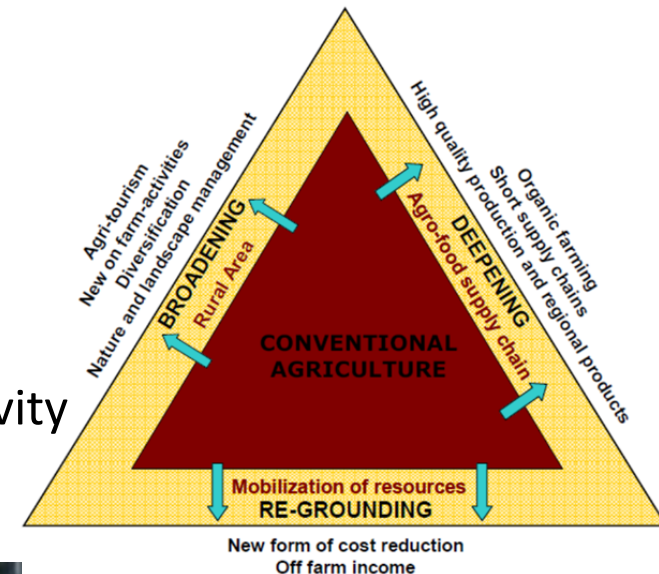 Agri-tourism
New on farm-activities
Diversification
Nature and landscape management
BROADENING
Rural Area
Organic farming
Short supply chains
High quality production and regional products
DEEPENING
Agro-food supply chain
CONVENTIONAL
AGRICULTURE
vity
Mobilization of resources
RE-GROUNDING
New form of cost reduction
Off farm income